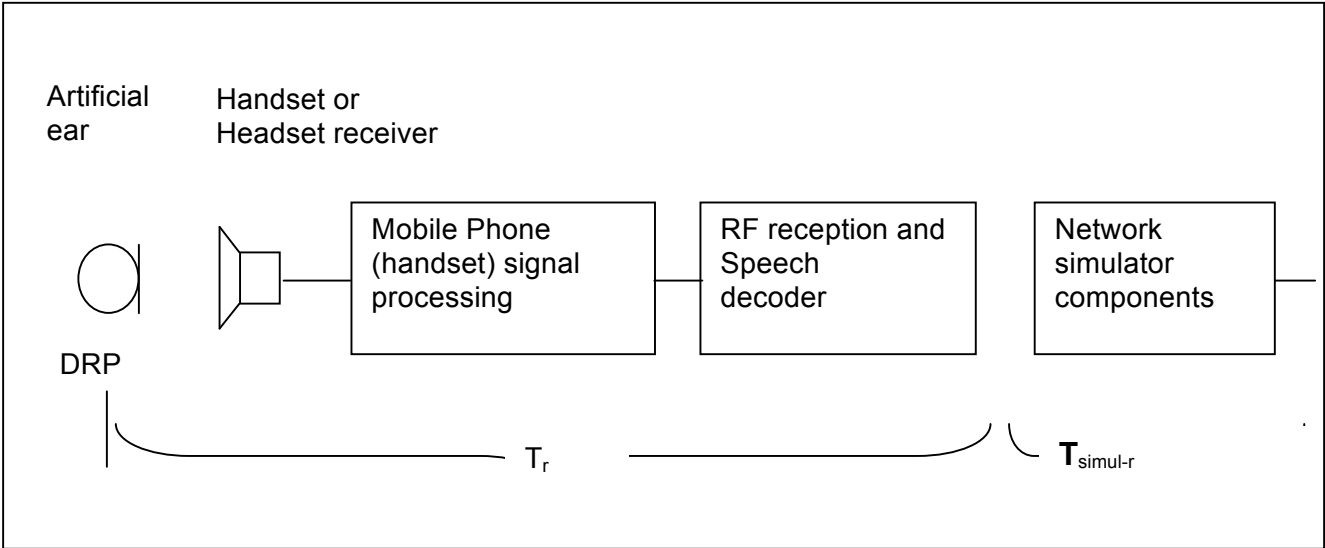 Artificial
ear
Handset or
Headset receiver
Mobile Phone
(handset) signal
processing
RF reception and
Speech
decoder
Network
simulator
components
DRP
Tr
Tsimul-r